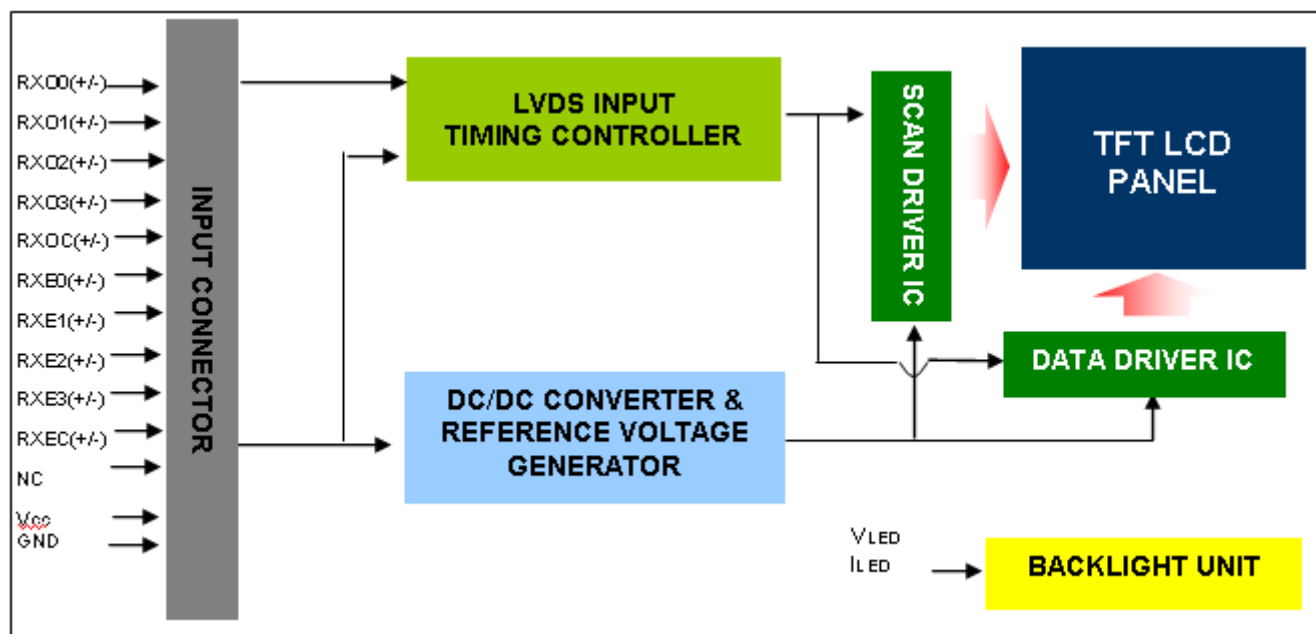 RXO0(+/-)
RXO1(+/-)
RXO2(+/-)
RXO3(+/-)
RXOC(+/-)
RXE0(+/-)
RXE1(+/-)
RXE2(+/-)
RXE3(+/-)
RXEC(+/-)
NC
Vcc
GND
INPUT CONNECTOR
LVDS INPUT
TIMING CONTROLLER
DC/DC CONVERTER &
REFERENCE VOLTAGE
GENERATOR
SCAN DRIVER IC
TFT LCD
PANEL
DATA DRIVER IC
VLED
ILED
BACKLIGHT UNIT